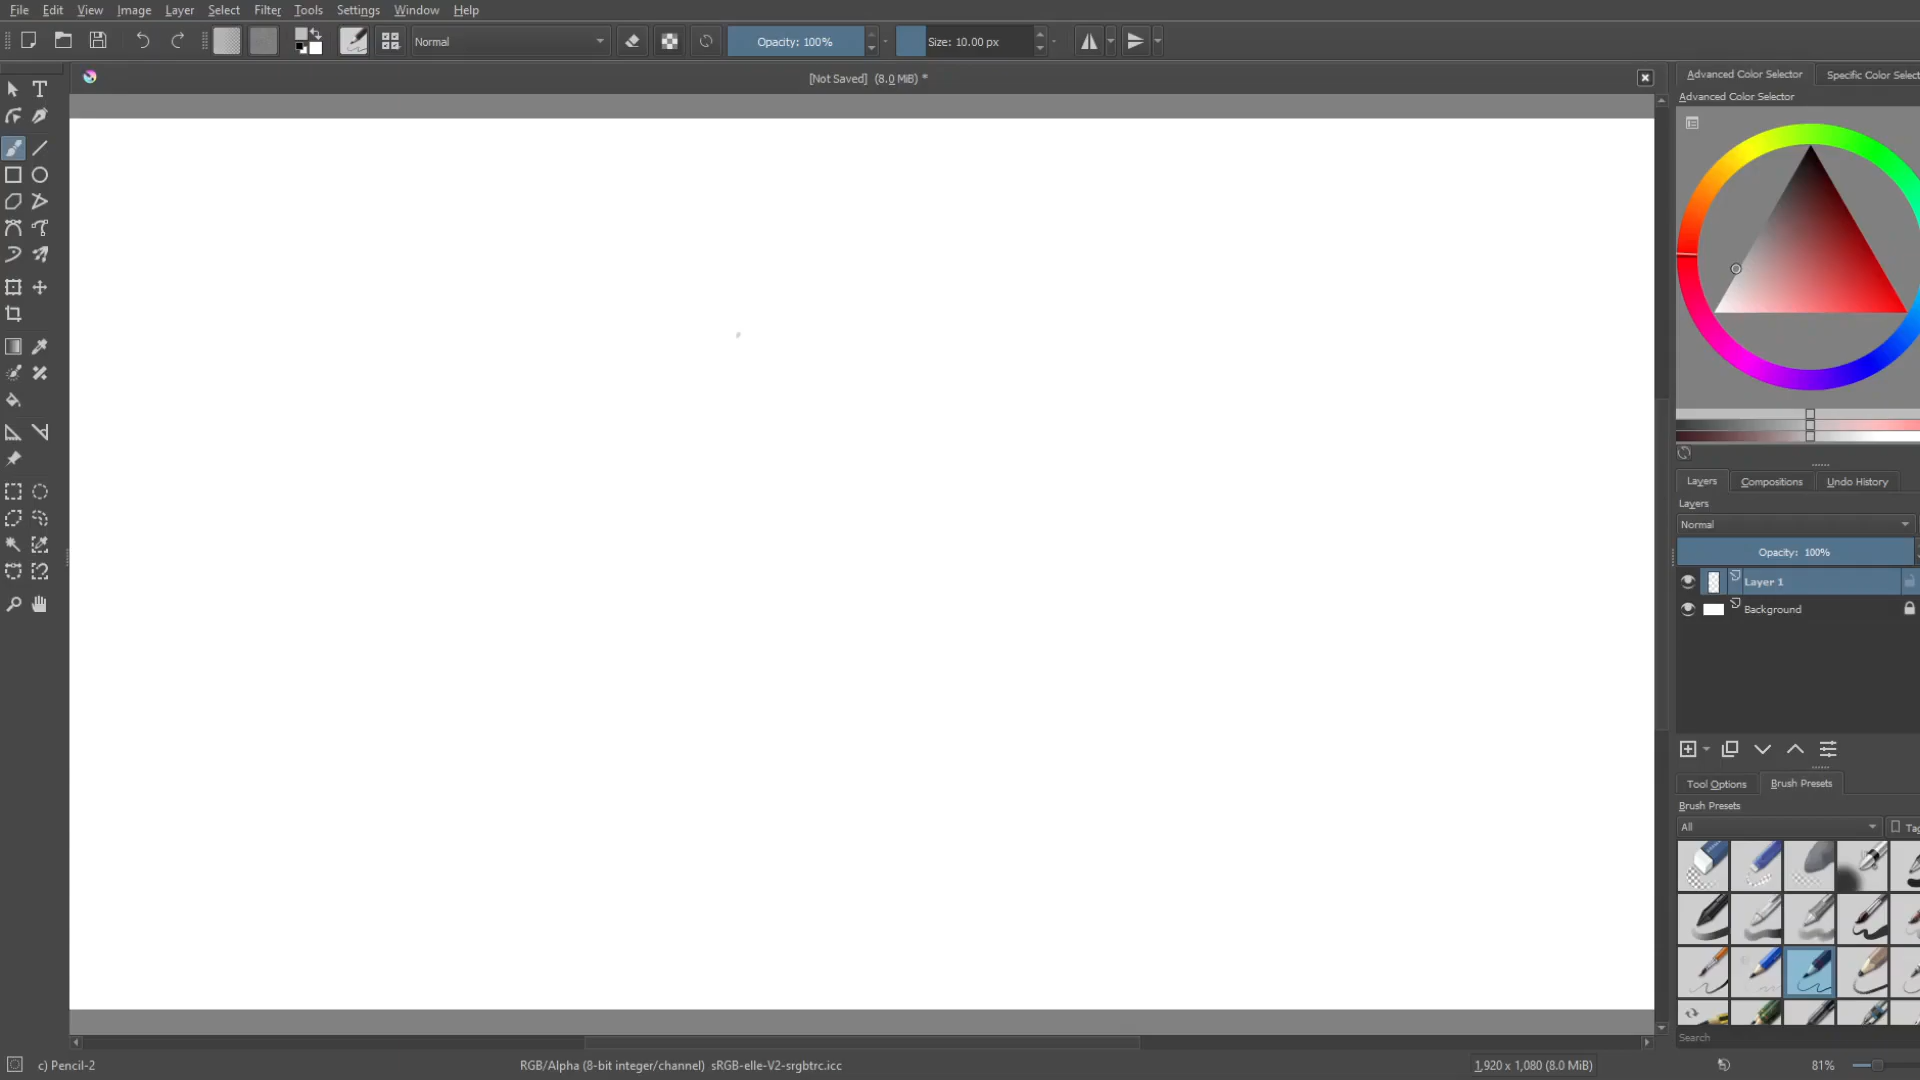 File Edit View Image Layer Select Filter Tools Settings Window Help
Normal Opacity: 100% Size: 10.00 px
[Not Saved] (8.0 MiB) *
Advanced Color Selector Specific Color Select
Advanced Color Selector
Layers Compositions Undo History
Layers
Normal
Opacity: 100%
Layer 1
Background
Tool Options Brush Presets
Brush Presets
All Tag
Search
c) Pencil-2 RGB/Alpha (8-bit integer/channel) sRGB-elle-V2-srgbtrc.icc 1,920 x 1,080 (8.0 MiB) 81%